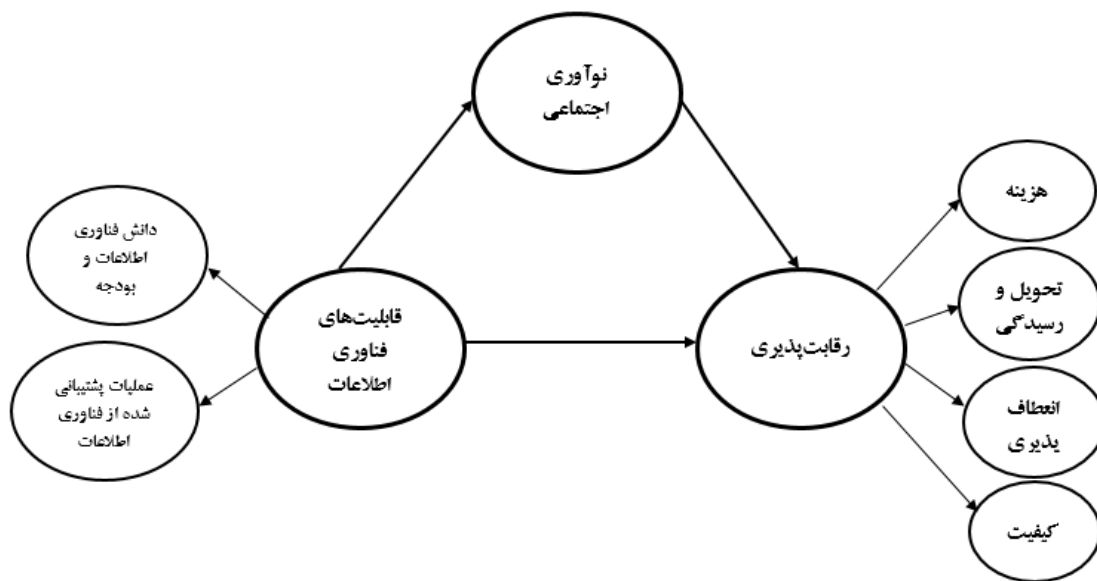 نوآوری
اجتماعی
هزینه
دانش فناوری
اطلاعات و
بودجه
تحویل و
رسیدگی
قابلیت‌های
فناوری
اطلاعات
رقابت‌پذیری
عملیات پشتیبانی
شده از فناوری
اطلاعات
انعطاف
پذیری
کیفیت